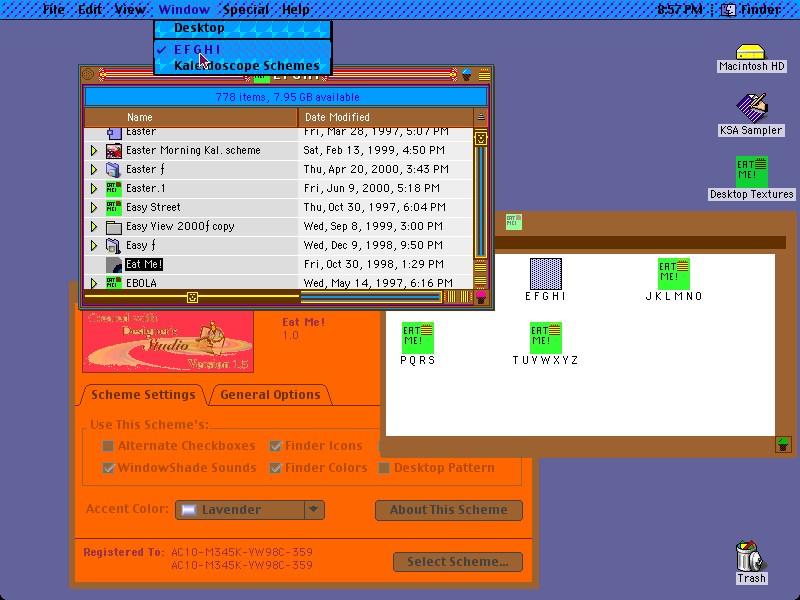 File Edit View Window Special Help 8:57 PM Finder
Desktop
✓ EFGHI
Kaleidoscope Schemes
EFGHI
778 items, 7.95 GB available
Name Date Modified
Easter Fri, Mar 28, 1997, 5:07 PM
Easter Morning Kal. scheme Sat, Feb 13, 1999, 4:50 PM
Easter ƒ Thu, Apr 20, 2000, 3:43 PM
Easter.1 Fri, Jun 9, 2000, 5:18 PM
Easy Street Thu, Oct 30, 1997, 6:04 PM
Easy View 2000ƒ copy Wed, Sep 8, 1999, 3:00 PM
Easy ƒ Wed, Dec 9, 1998, 9:50 PM
Eat Me! Fri, Oct 30, 1998, 1:29 PM
EBOLA Wed, May 14, 1997, 6:16 PM
Macintosh HD
KSA Sampler
EAT
ME!
Desktop Textures
EFGHI
EAT
ME!
JKLMNO
EAT
ME!
PQRS
EAT
ME!
TUVWXYZ
Created with
Designer's
Studio
Version 1.5
Eat Me!
1.0
Scheme Settings General Options
Use This Scheme's:
Alternate Checkboxes Finder Icons
WindowShade Sounds Finder Colors Desktop Pattern
Accent Color: Lavender About This Scheme
Registered To: AC10-M345K-VW98C-359
AC10-M345K-VW98C-359
Select Scheme...
Trash